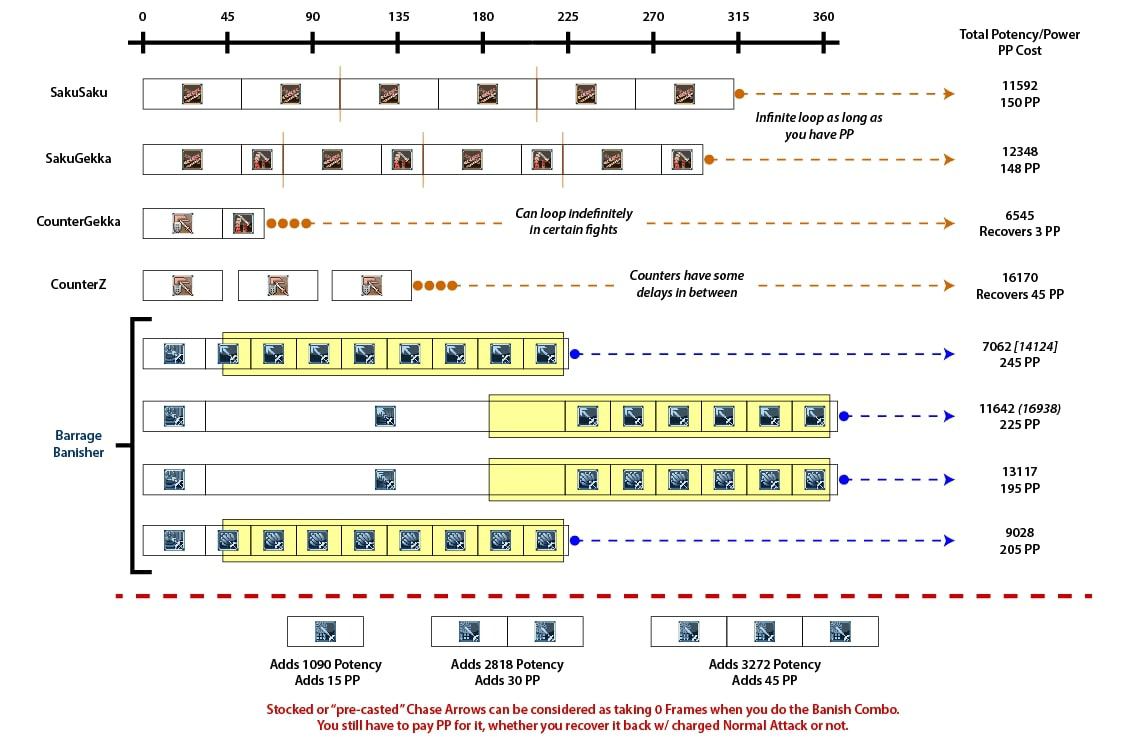 0 45 90 135 180 225 270 315 360
Total Potency/Power
PP Cost
SakuSaku
11592
150 PP
Infinite loop as long as
you have PP
SakuGekka
12348
148 PP
CounterGekka
Can loop indefinitely
in certain fights
6545
Recovers 3 PP
CounterZ
Counters have some
delays in between
16170
Recovers 45 PP
Barrage
Banisher
7062 [14124]
245 PP
11642 (16938)
225 PP
13117
195 PP
9028
205 PP
Adds 1090 Potency
Adds 15 PP
Adds 2818 Potency
Adds 30 PP
Adds 3272 Potency
Adds 45 PP
Stocked or “pre-casted” Chase Arrows can be considered as taking 0 Frames when you do the Banish Combo.
You still have to pay PP for it, whether you recover it back w/ charged Normal Attack or not.